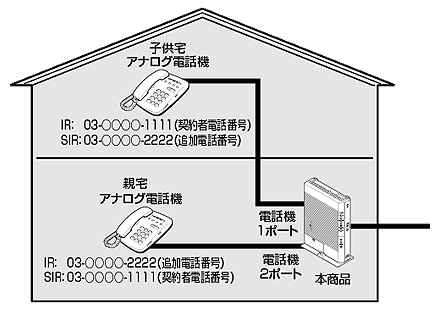 子供宅
アナログ電話機
IR: 03-○○○○-1111(契約者電話番号)
SIR: 03-○○○○-2222(追加電話番号)
親宅
アナログ電話機
電話機
1ポート
IR: 03-○○○○-2222(追加電話番号)
SIR: 03-○○○○-1111(契約者電話番号)
電話機
2ポート
本商品